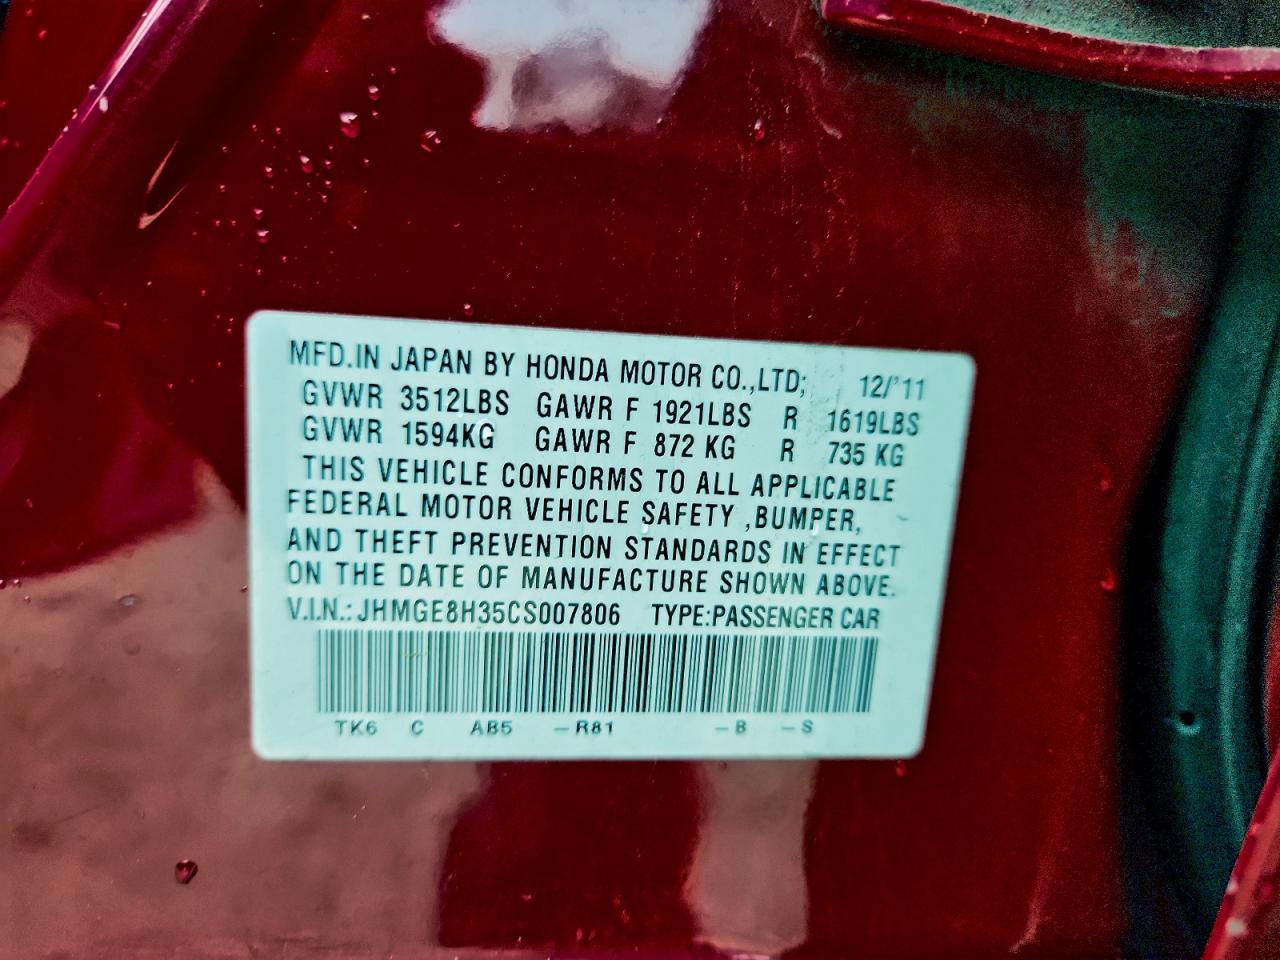 MFD.IN JAPAN BY HONDA MOTOR CO.,LTD; 12/'11
GVWR 3512LBS GAWR F 1921LBS R 1619LBS
GVWR 1594KG GAWR F 872 KG R 735 KG
THIS VEHICLE CONFORMS TO ALL APPLICABLE
FEDERAL MOTOR VEHICLE SAFETY ,BUMPER,
AND THEFT PREVENTION STANDARDS IN EFFECT
ON THE DATE OF MANUFACTURE SHOWN ABOVE.
V.I.N.: JHMGE8H35CS007806 TYPE:PASSENGER CAR
TK6 C AB5 -R81 -B -S